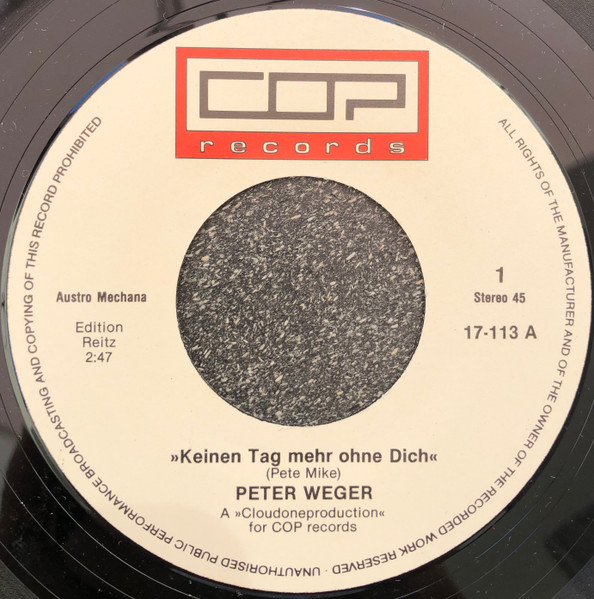 COP
records
Austro Mechana
Edition
Reitz
2:47
1
Stereo 45
17-113 A
»Keinen Tag mehr ohne Dich«
(Pete Mike)
PETER WEGER
A »Cloudoneproduction«
for COP records
ALL RIGHTS OF THE MANUFACTURER AND OF THE OWNER OF THE RECORDED WORK RESERVED · UNAUTHORISED PUBLIC PERFORMANCE BROADCASTING AND COPYING OF THIS RECORD PROHIBITED